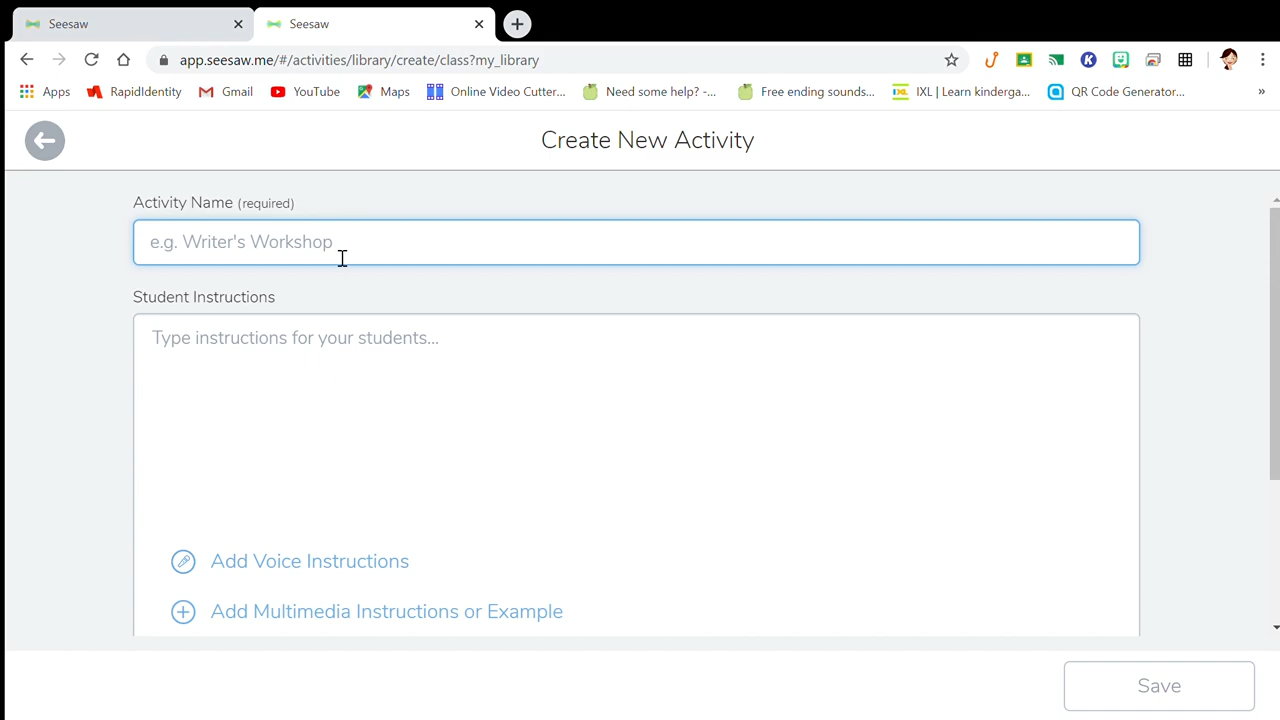 Seesaw
Seesaw
app.seesaw.me/#/activities/library/create/class?my_library
Apps RapidIdentity Gmail YouTube Maps Online Video Cutter... Need some help? -... Free ending sounds... IXL | Learn kinderga... QR Code Generator... »
Create New Activity
Activity Name (required)
e.g. Writer's Workshop
Student Instructions
Type instructions for your students...
Add Voice Instructions
Add Multimedia Instructions or Example
Save